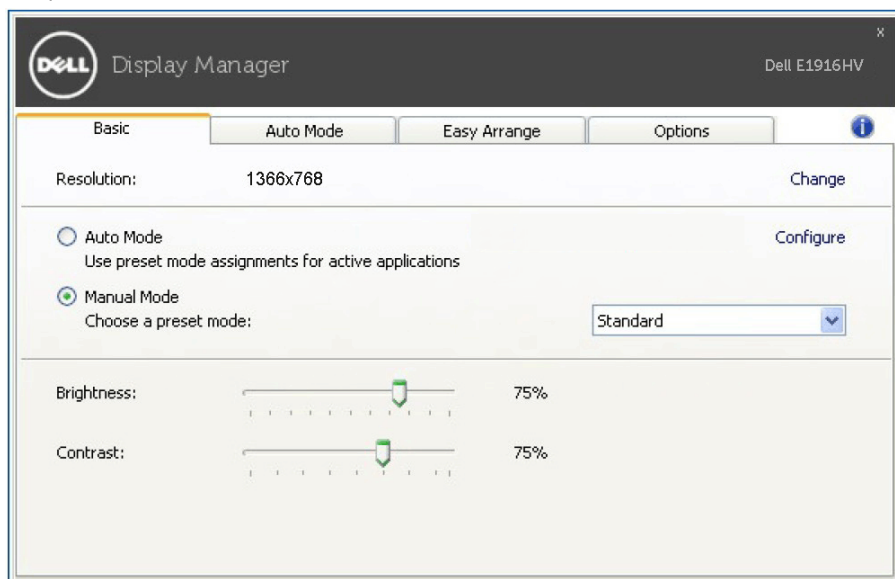 x
DELL Display Manager Dell E1916HV
Basic Auto Mode Easy Arrange Options i
Resolution: 1366x768 Change
Auto Mode Configure
Use preset mode assignments for active applications
Manual Mode
Choose a preset mode: Standard
Brightness: 75%
Contrast: 75%